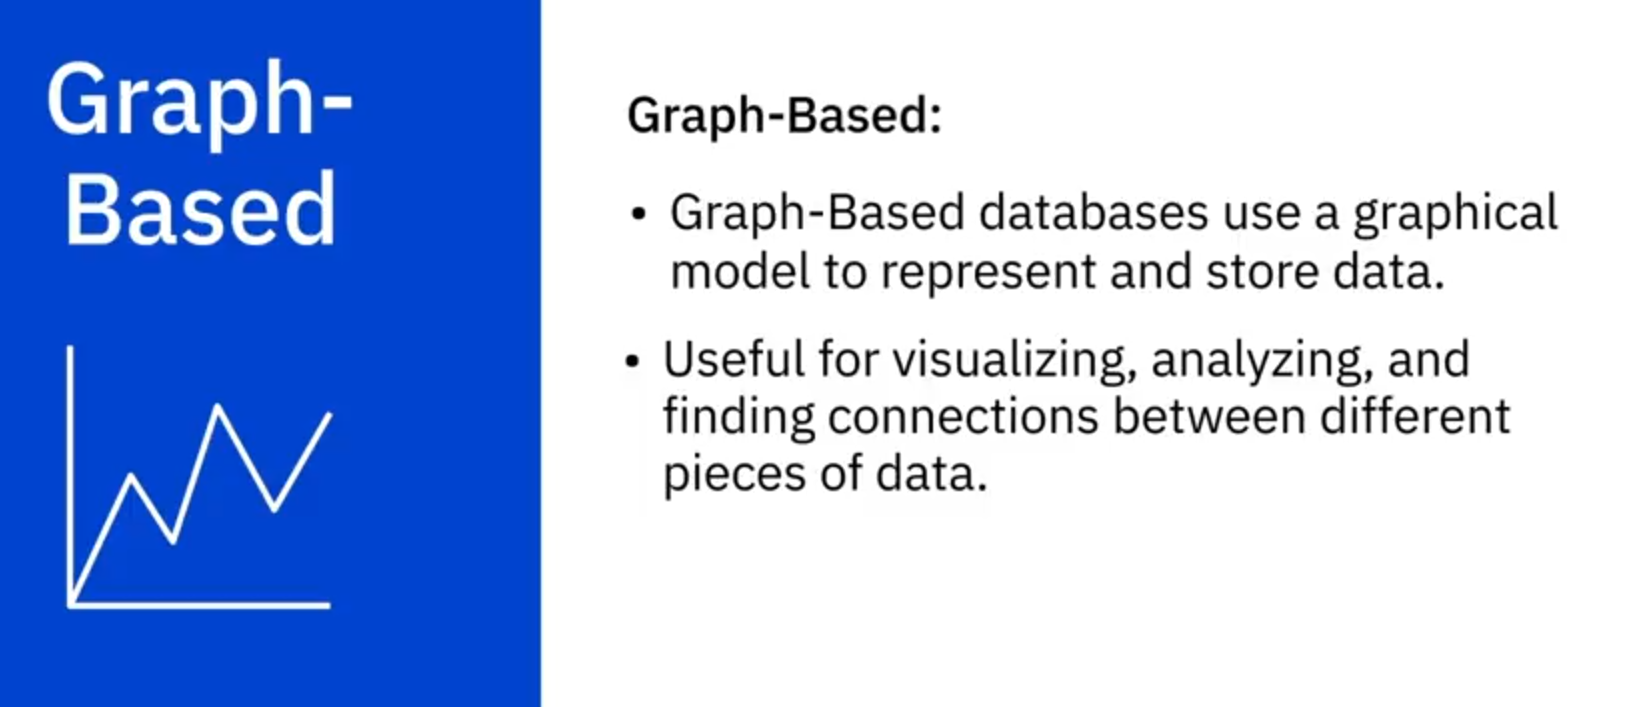 Graph-
Based
Graph-Based:
• Graph-Based databases use a graphical
model to represent and store data.
• Useful for visualizing, analyzing, and
finding connections between different
pieces of data.